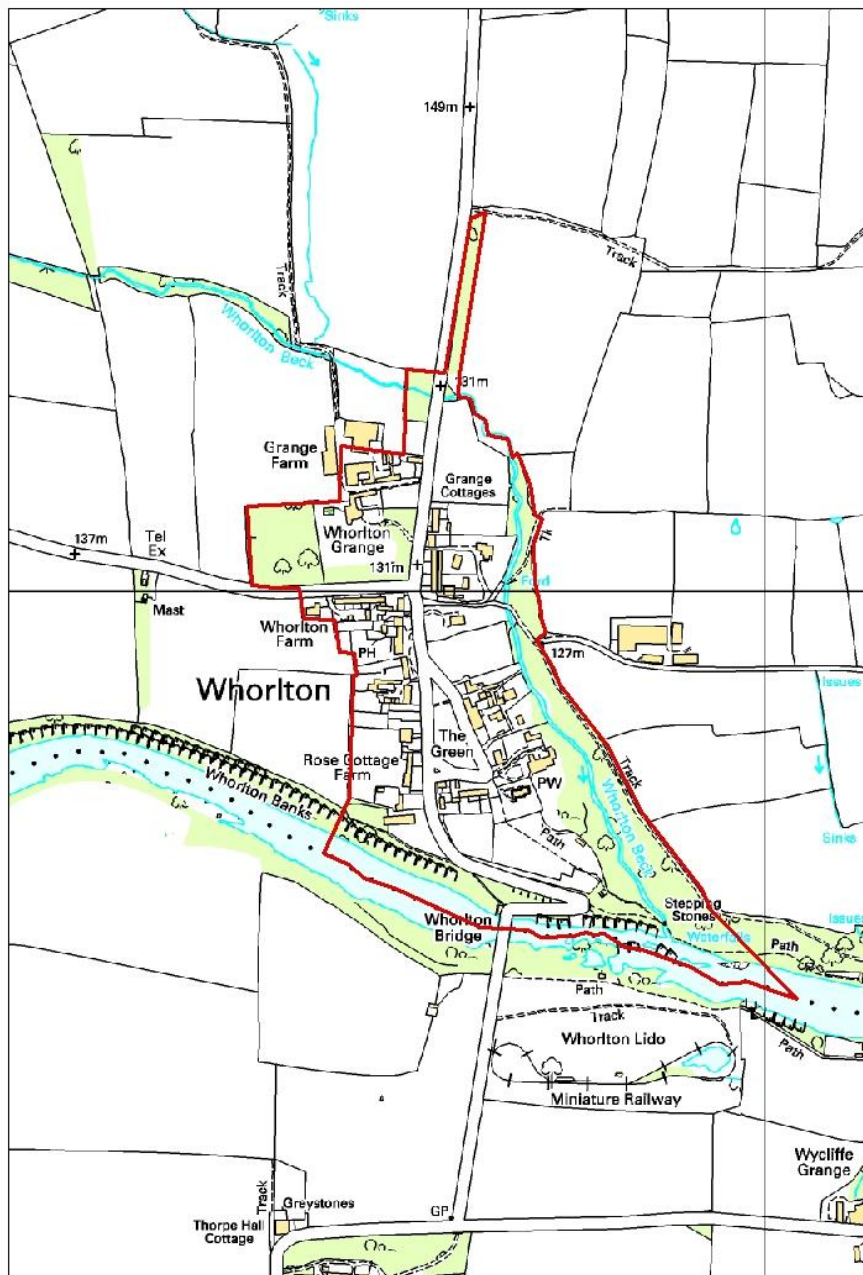 Sinks
149m
Track
Track
Whorlton Beck
131m
Grange
Farm
Grange
Cottages
Whorlton
Grange
Tk
137m
Tel
Ex
131m
Ford
Mast
Whorlton
Farm
PH
127m
Whorlton
Issues
The
Green
Rose Cottage
Farm
Track
Whorlton Banks
PW
Whorlton Beck
Path
Sinks
Stepping
Stones
Whorlton
Bridge
Waterfalls
Issues
Path
Path
Track
Path
Whorlton Lido
Miniature Railway
Wycliffe
Grange
Track
Greystones
GP
Thorpe Hall
Cottage